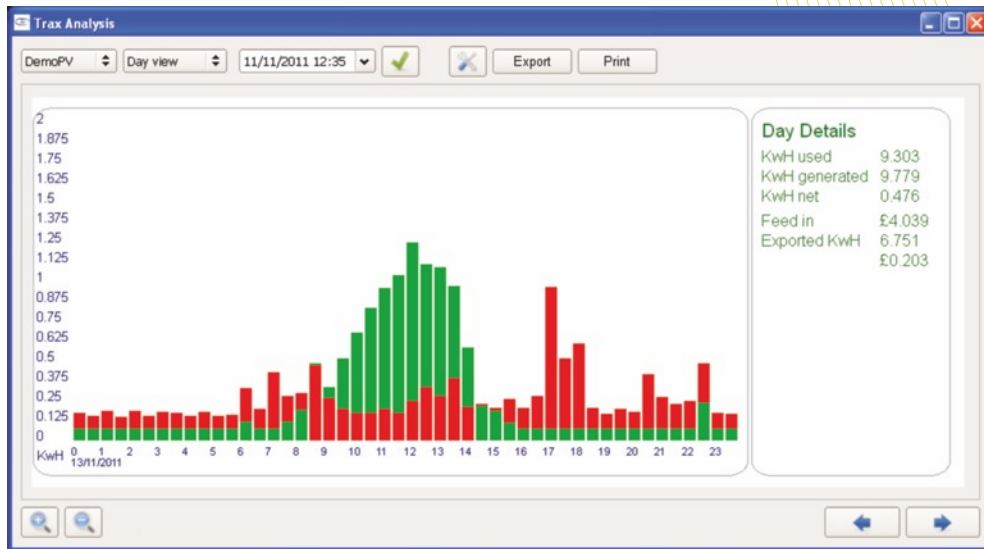 Trax Analysis
DemoPV Day view 11/11/2011 12:35 Export Print
2
1.875
1.75
1.625
1.5
1.375
1.25
1.125
1
0.875
0.75
0.625
0.5
0.375
0.25
0.125
0
KwH 0 1 2 3 4 5 6 7 8 9 10 11 12 13 14 15 16 17 18 19 20 21 22 23
13/11/2011
Day Details
KwH used 9.303
KwH generated 9.779
KwH net 0.476
Feed in £4.039
Exported KwH 6.751
£0.203